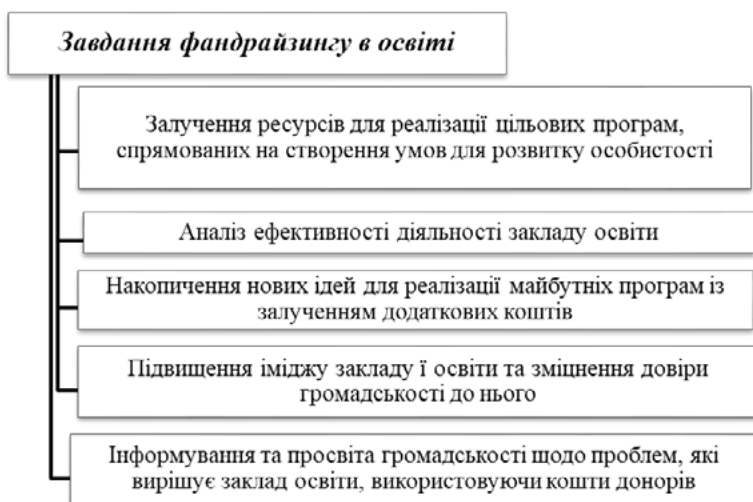 Завдання фандрайзингу в освіті
Залучення ресурсів для реалізації цільових програм,
спрямованих на створення умов для розвитку особистості
Аналіз ефективності діяльності закладу освіти
Накопичення нових ідей для реалізації майбутніх програм із
залученням додаткових коштів
Підвищення іміджу закладу ї освіти та зміцнення довіри
громадськості до нього
Інформування та просвіта громадськості щодо проблем, які
вирішує заклад освіти, використовуючи кошти донорів